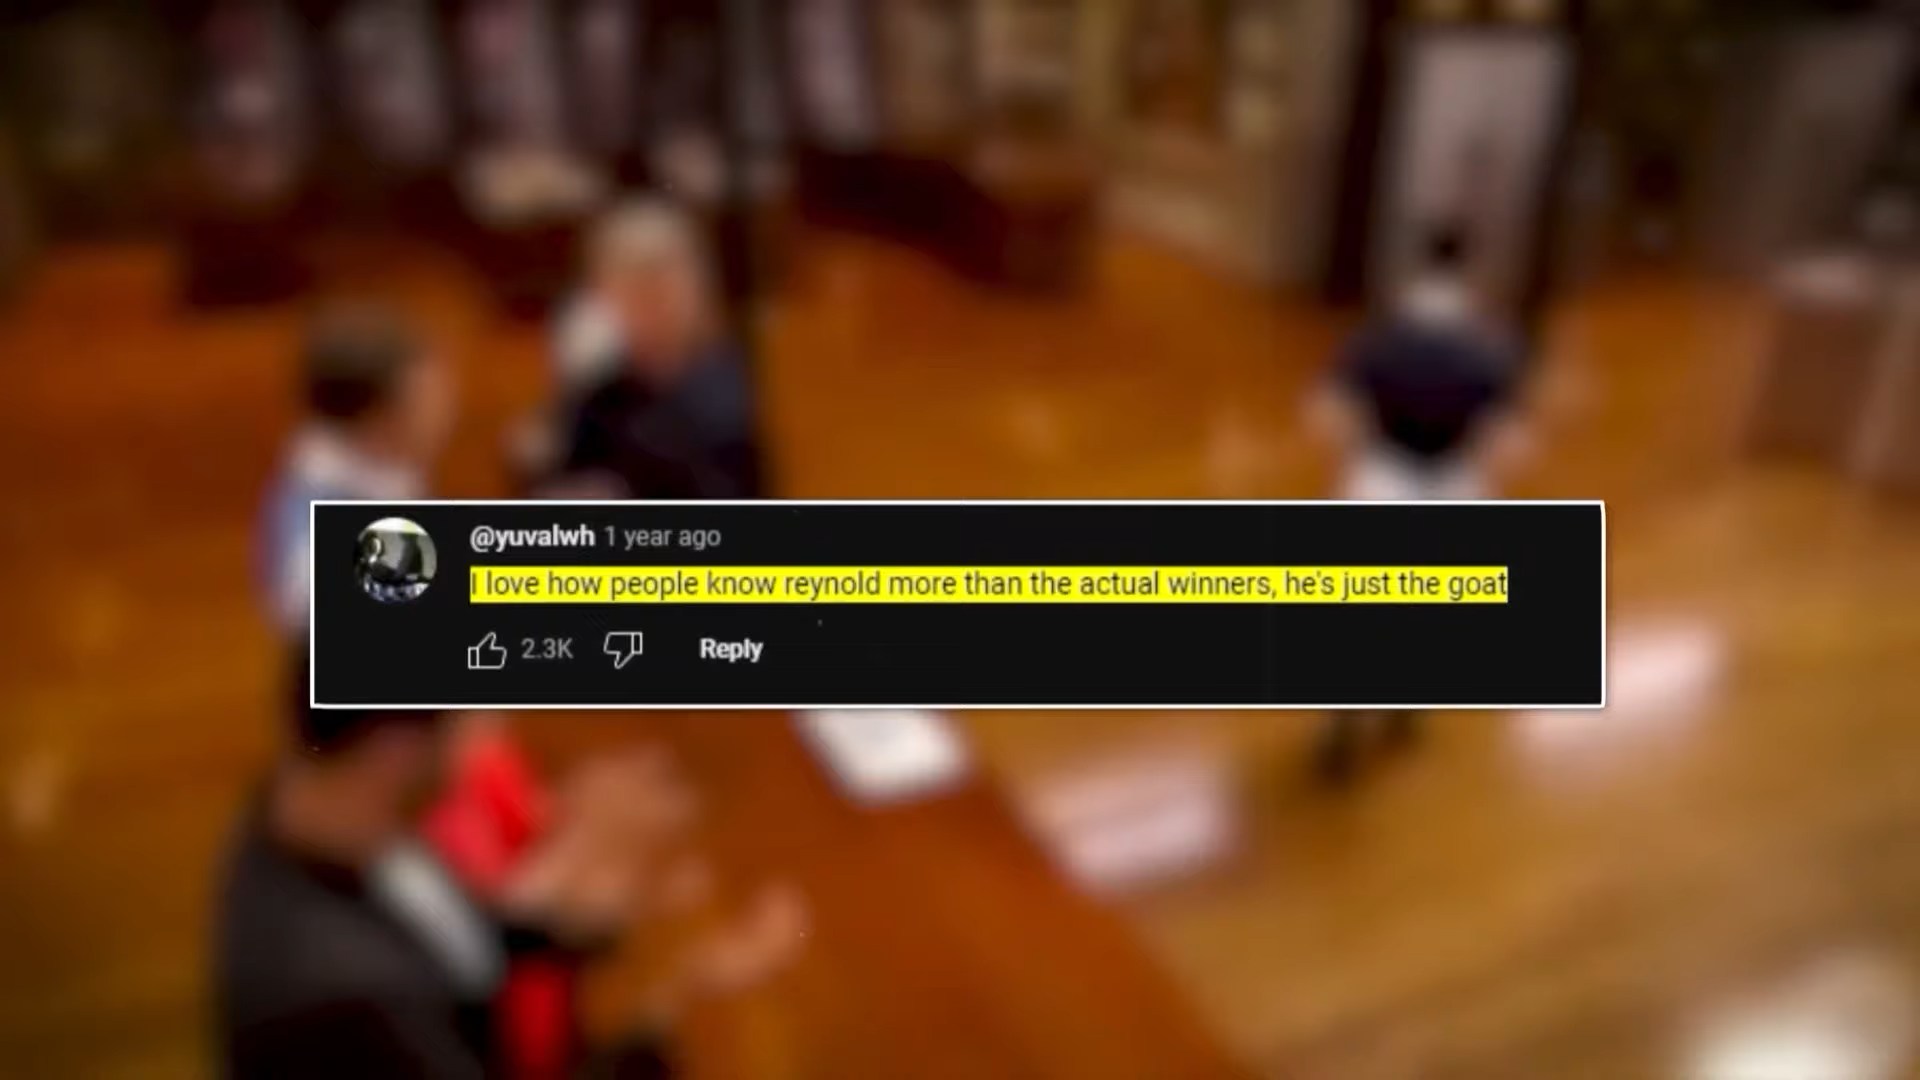 @yuvalwh 1 year ago
I love how people know reynold more than the actual winners, he's just the goat
2.3K Reply